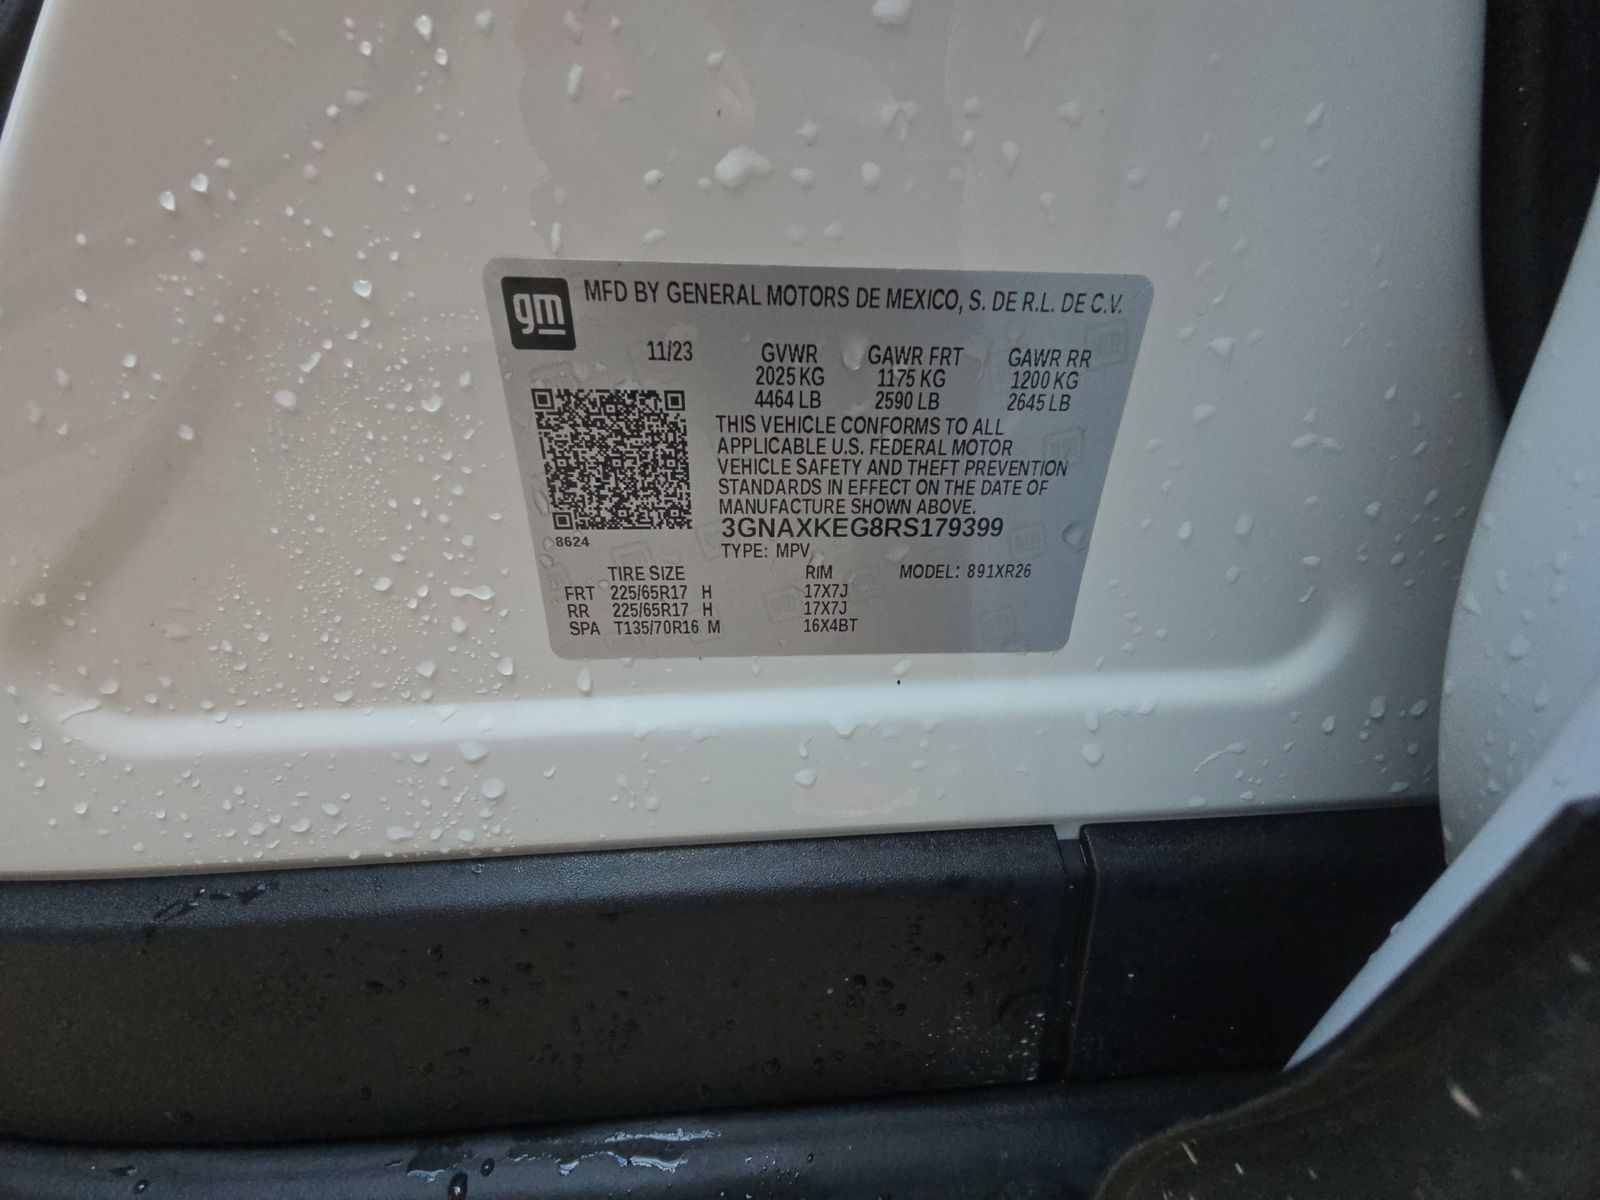 gm
MFD BY GENERAL MOTORS DE MEXICO, S. DE R.L. DE C.V.
11/23 GVWR GAWR FRT GAWR RR
2025 KG 1175 KG 1200 KG
4464 LB 2590 LB 2645 LB
THIS VEHICLE CONFORMS TO ALL
APPLICABLE U.S. FEDERAL MOTOR
VEHICLE SAFETY AND THEFT PREVENTION
STANDARDS IN EFFECT ON THE DATE OF
MANUFACTURE SHOWN ABOVE.
3GNAXKEG8RS179399
8624
TYPE: MPV
TIRE SIZE RIM MODEL: 891XR26
FRT 225/65R17 H 17X7J
RR 225/65R17 H 17X7J
SPA T135/70R16 M 16X4BT